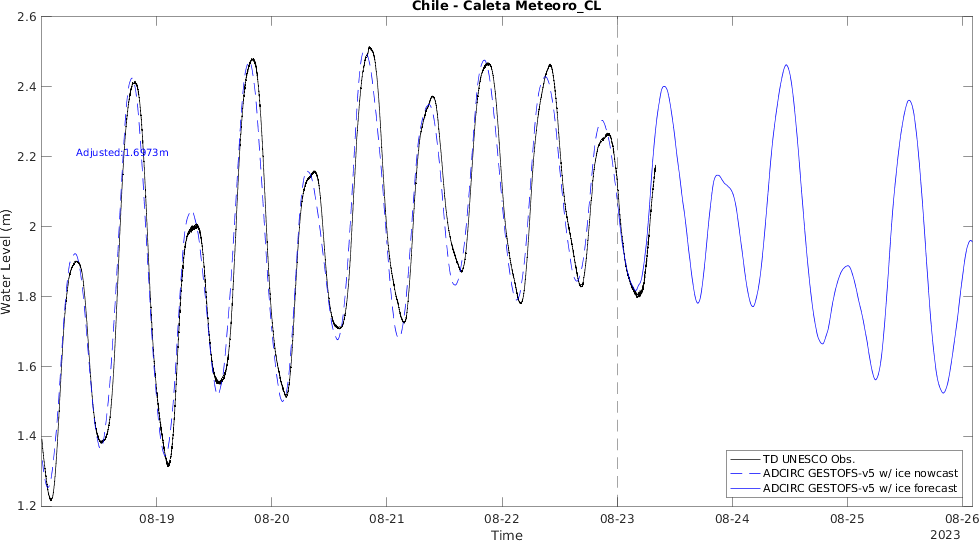 Chile - Caleta Meteoro_CL
2.6
2.4
2.2
2
1.8
1.6
1.4
1.2
Water Level (m)
Adjusted:1.6973m
TD UNESCO Obs.
ADCIRC GESTOFS-v5 w/ ice nowcast
ADCIRC GESTOFS-v5 w/ ice forecast
08-19 08-20 08-21 08-22 08-23 08-24 08-25 08-26
Time
2023